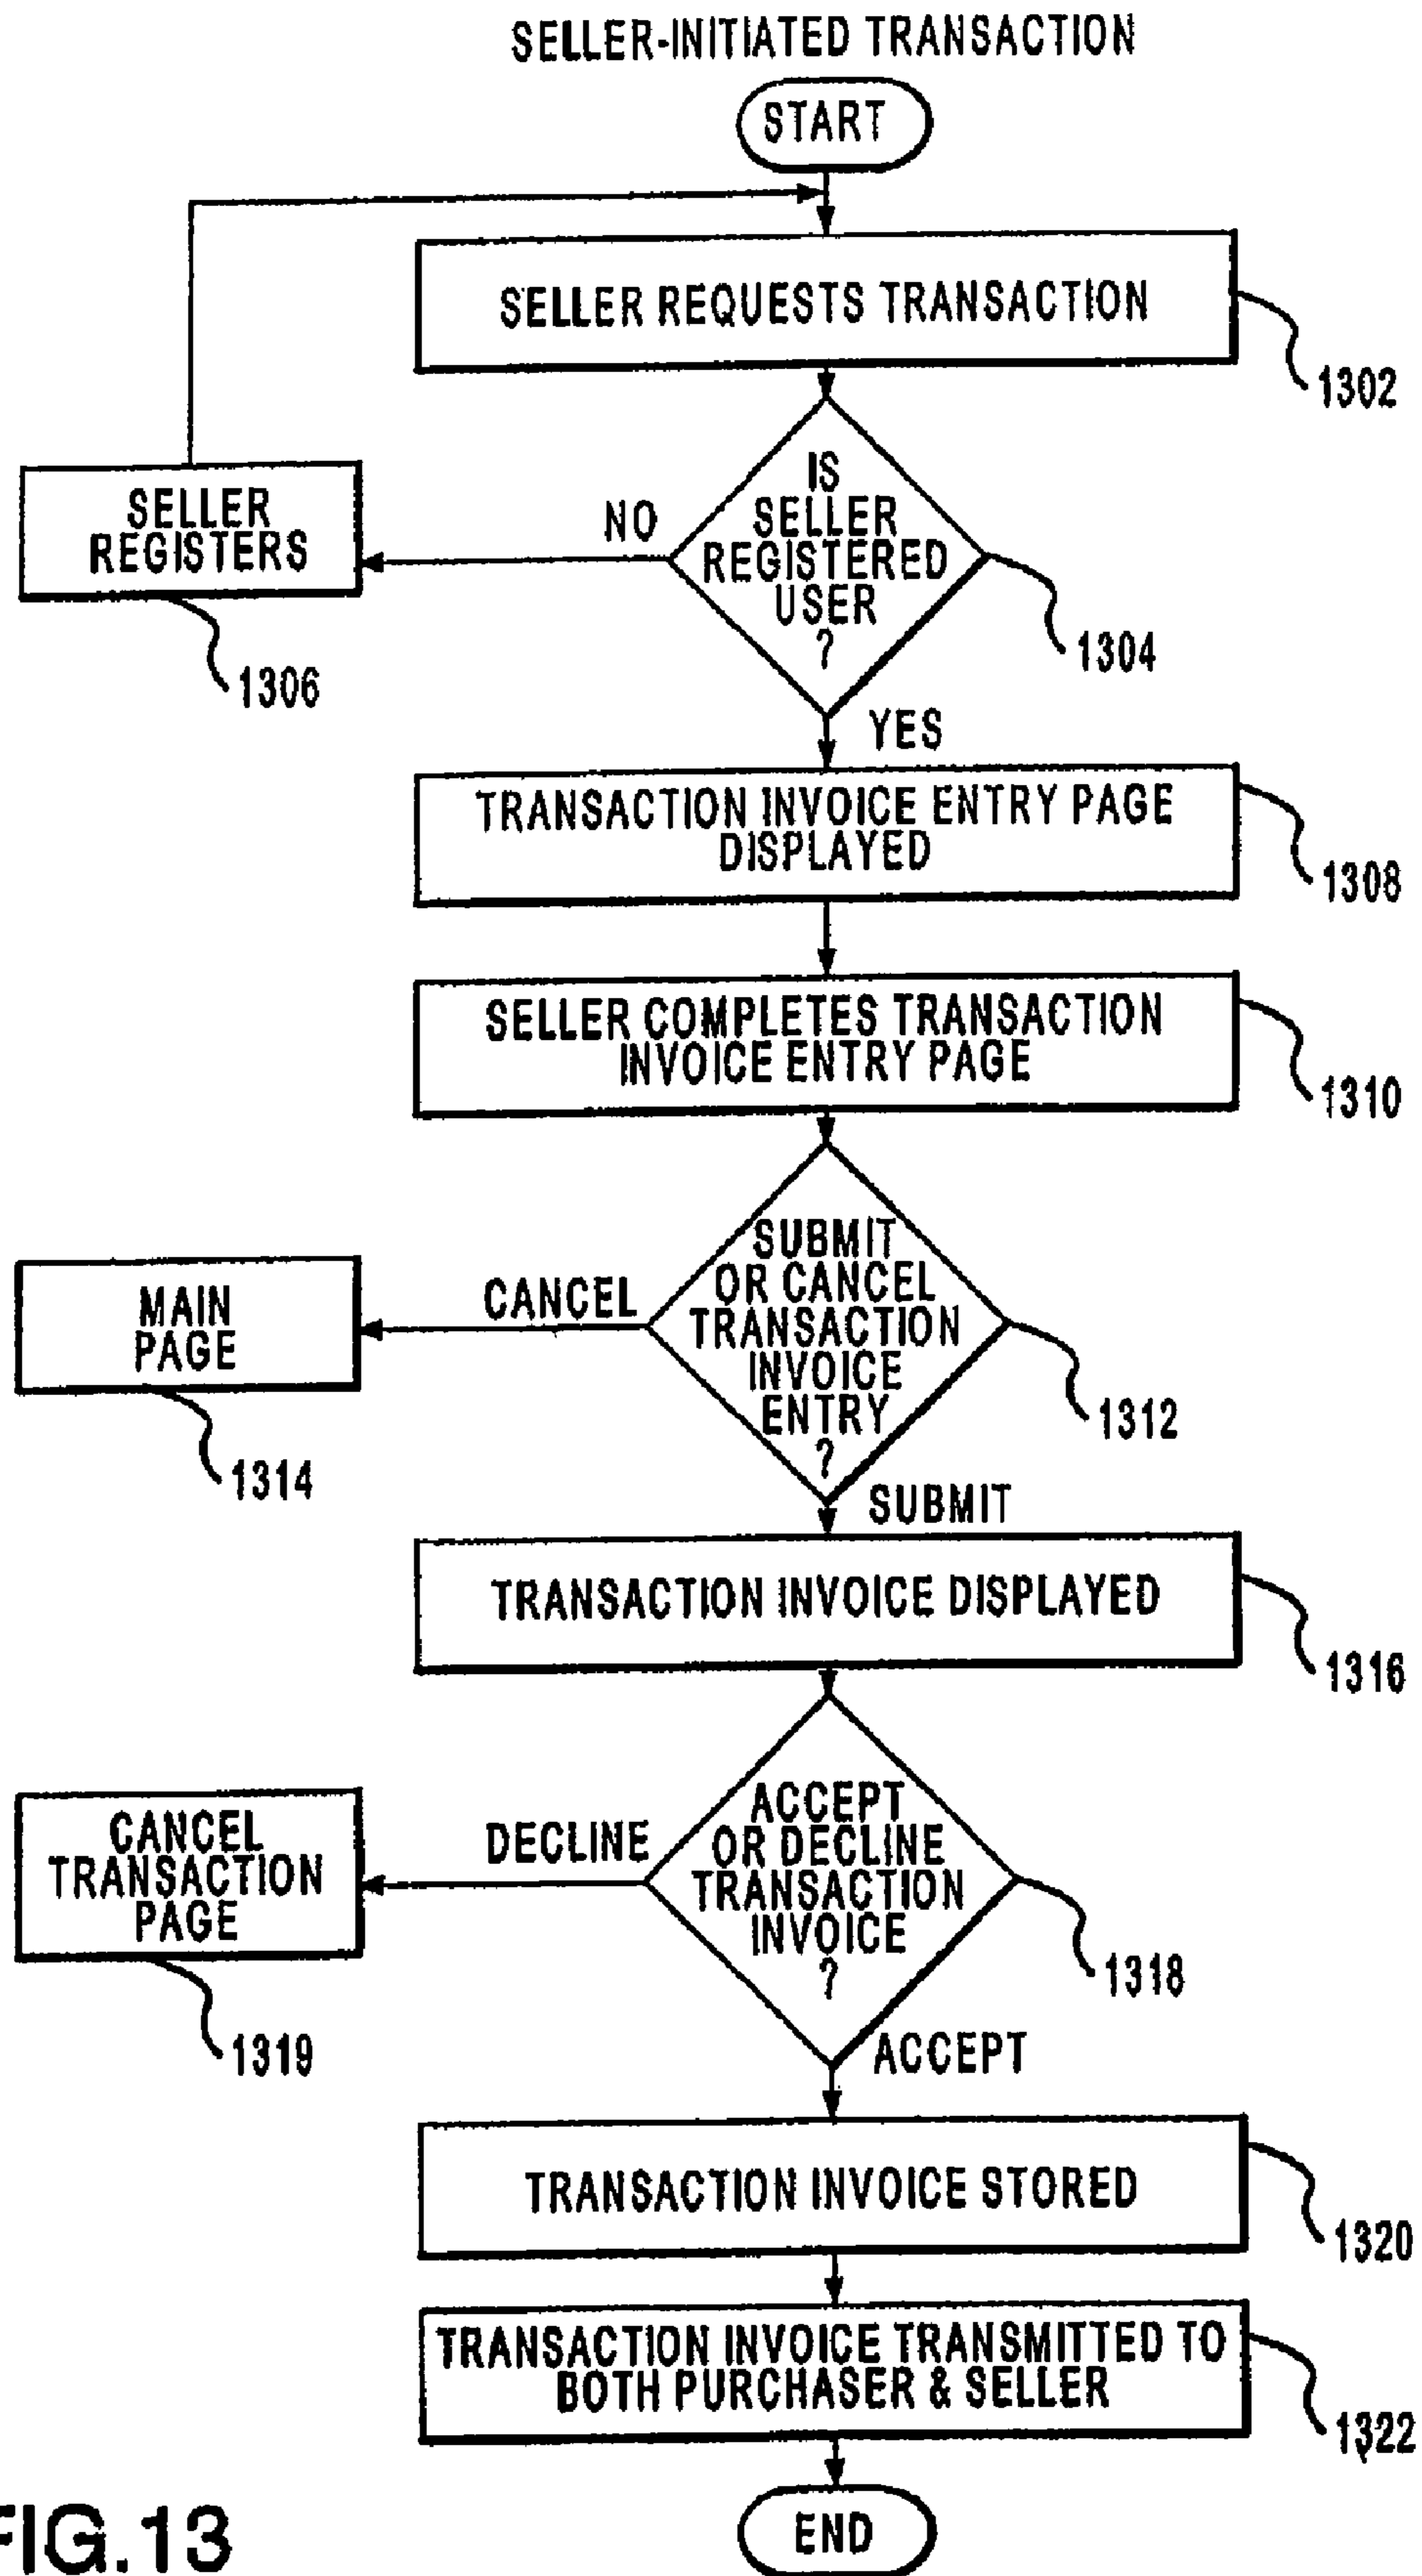 SELLER-INITIATED TRANSACTION
START
SELLER REQUESTS TRANSACTION
1302
IS
SELLER
REGISTERED
USER
?
NO
SELLER
REGISTERS
1304
1306
YES
TRANSACTION INVOICE ENTRY PAGE
DISPLAYED
1308
SELLER COMPLETES TRANSACTION
INVOICE ENTRY PAGE
1310
SUBMIT
OR CANCEL
TRANSACTION
INVOICE
ENTRY
?
CANCEL
MAIN
PAGE
1312
1314
SUBMIT
TRANSACTION INVOICE DISPLAYED
1316
ACCEPT
OR DECLINE
TRANSACTION
INVOICE
?
DECLINE
CANCEL
TRANSACTION
PAGE
1318
1319
ACCEPT
TRANSACTION INVOICE STORED
1320
TRANSACTION INVOICE TRANSMITTED TO
BOTH PURCHASER & SELLER
1322
END
FIG.13